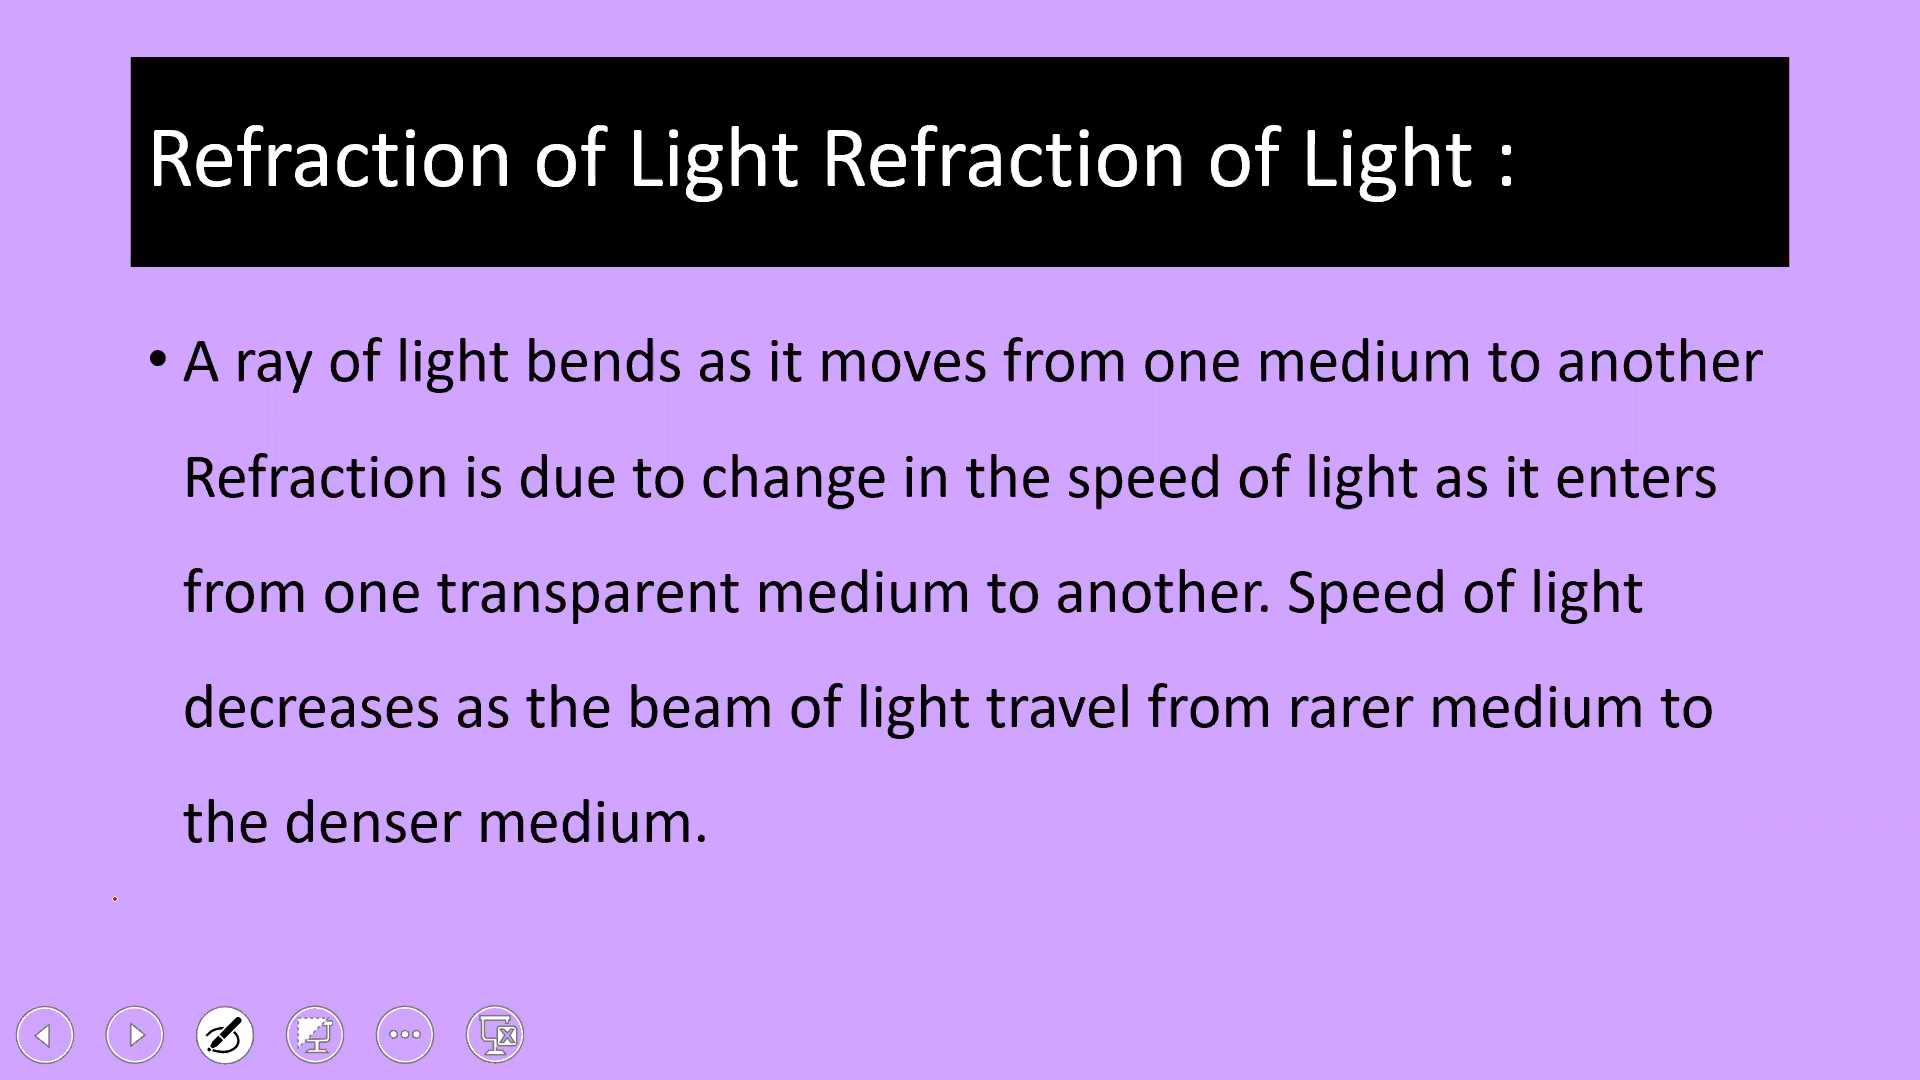 Refraction of Light Refraction of Light :
• A ray of light bends as it moves from one medium to another
Refraction is due to change in the speed of light as it enters
from one transparent medium to another. Speed of light
decreases as the beam of light travel from rarer medium to
the denser medium.